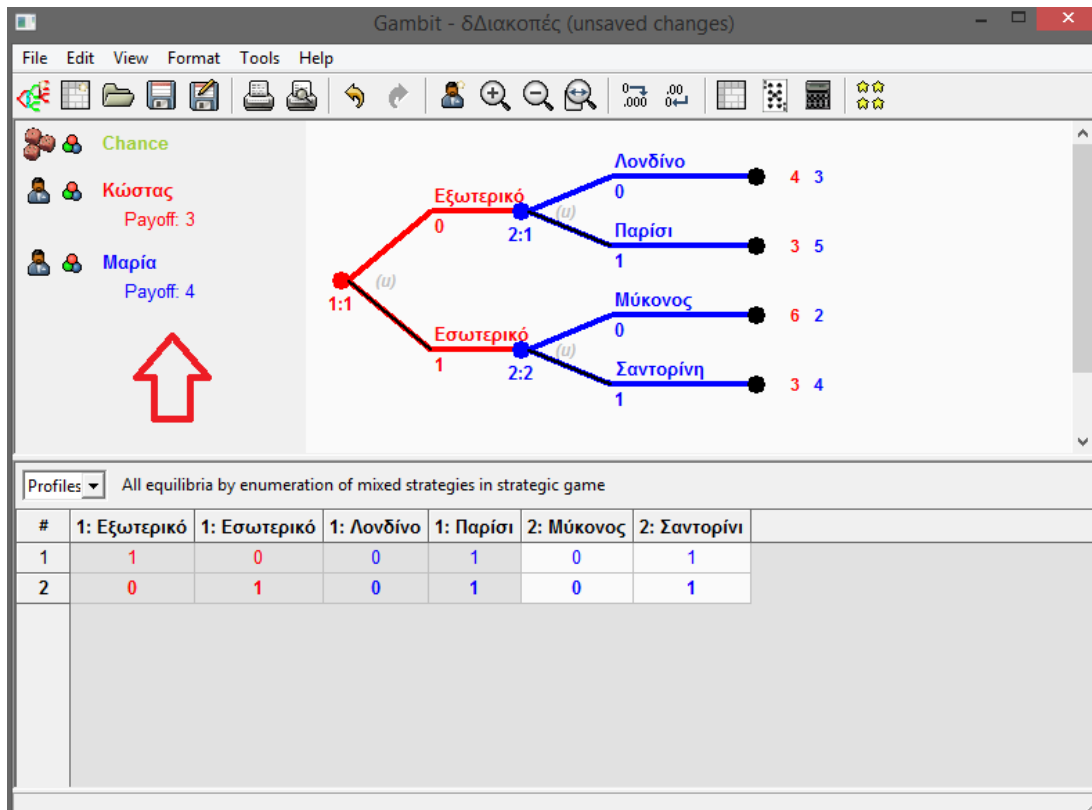 Gambit - δΔιακοπές (unsaved changes)
File Edit View Format Tools Help
0 .000 .00 0
Chance
Κώστας
Payoff: 3
Μαρία
Payoff: 4
Λονδίνο
0
4 3
Εξωτερικό
0
(u)
2:1
Παρίσι
1
3 5
(u)
1:1
Μύκονος
0
6 2
Εσωτερικό
1
(u)
2:2
Σαντορίνη
1
3 4
Profiles All equilibria by enumeration of mixed strategies in strategic game
# 1: Εξωτερικό 1: Εσωτερικό 1: Λονδίνο 1: Παρίσι 2: Μύκονος 2: Σαντορίνι
1 1 0 0 1 0 1
2 0 1 0 1 0 1